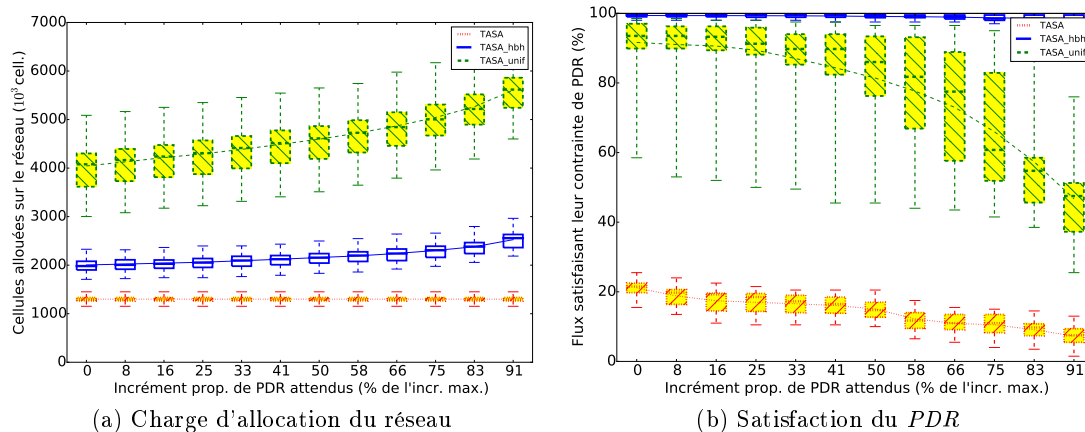 7000
6000
5000
4000
3000
2000
1000
0
Cellules allouées sur le réseau (10³ cell.)
TASA
TASA_hbh
TASA_unif
0 8 16 25 33 41 50 58 66 75 83 91
Incrément prop. de PDR attendus (% de l'incr. max.)
(a) Charge d'allocation du réseau
100
80
60
40
20
0
Flux satisfaisant leur contrainte de PDR (%)
TASA
TASA_hbh
TASA_unif
0 8 16 25 33 41 50 58 66 75 83 91
Incrément prop. de PDR attendus (% de l'incr. max.)
(b) Satisfaction du PDR